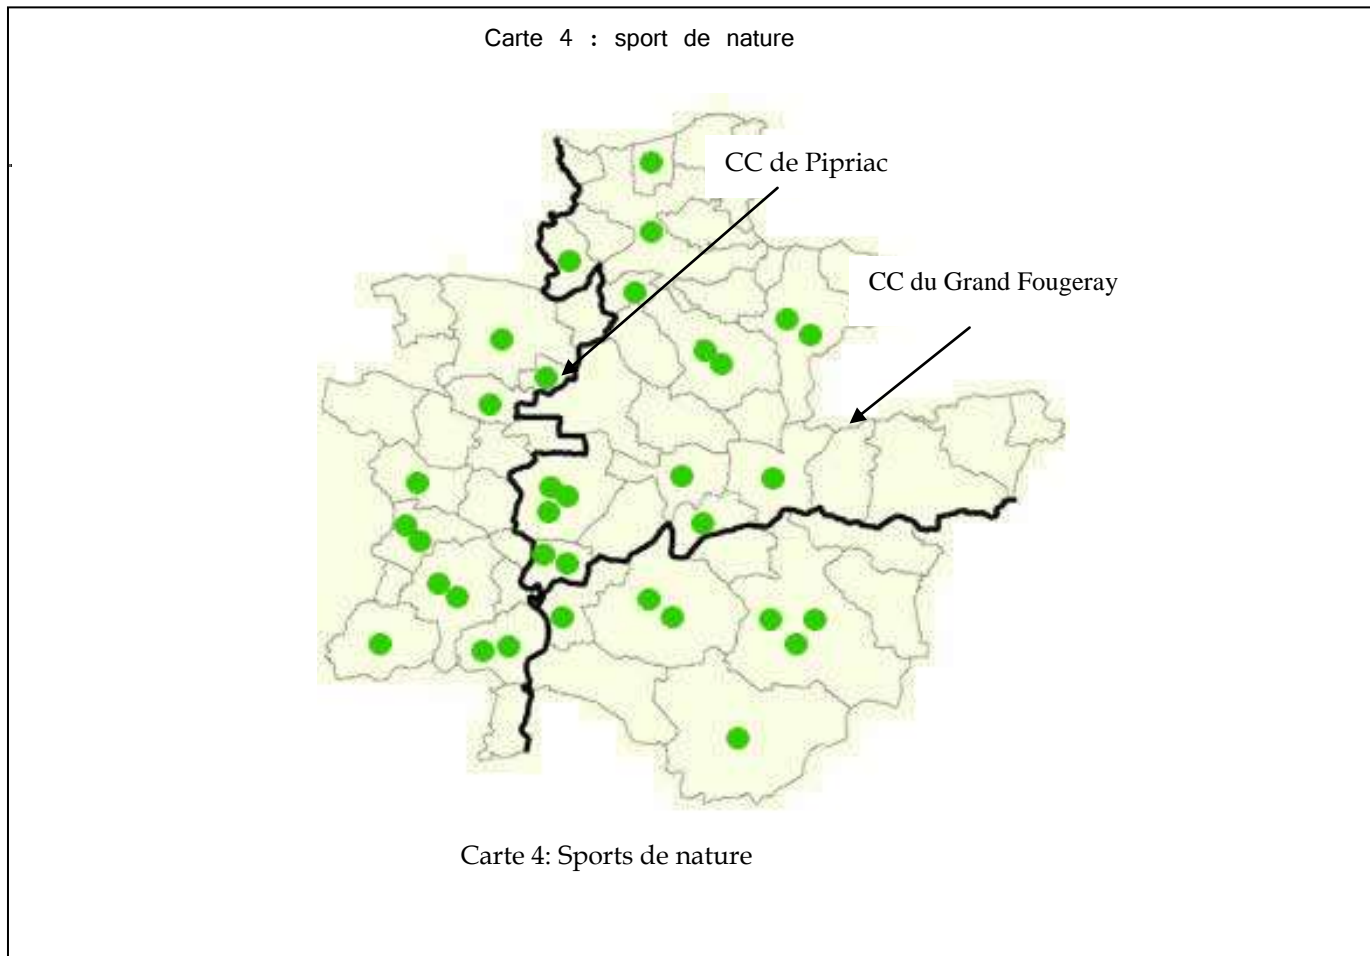 Carte 4 : sport de nature
CC de Pipriac
CC du Grand Fougeray
Carte 4: Sports de nature